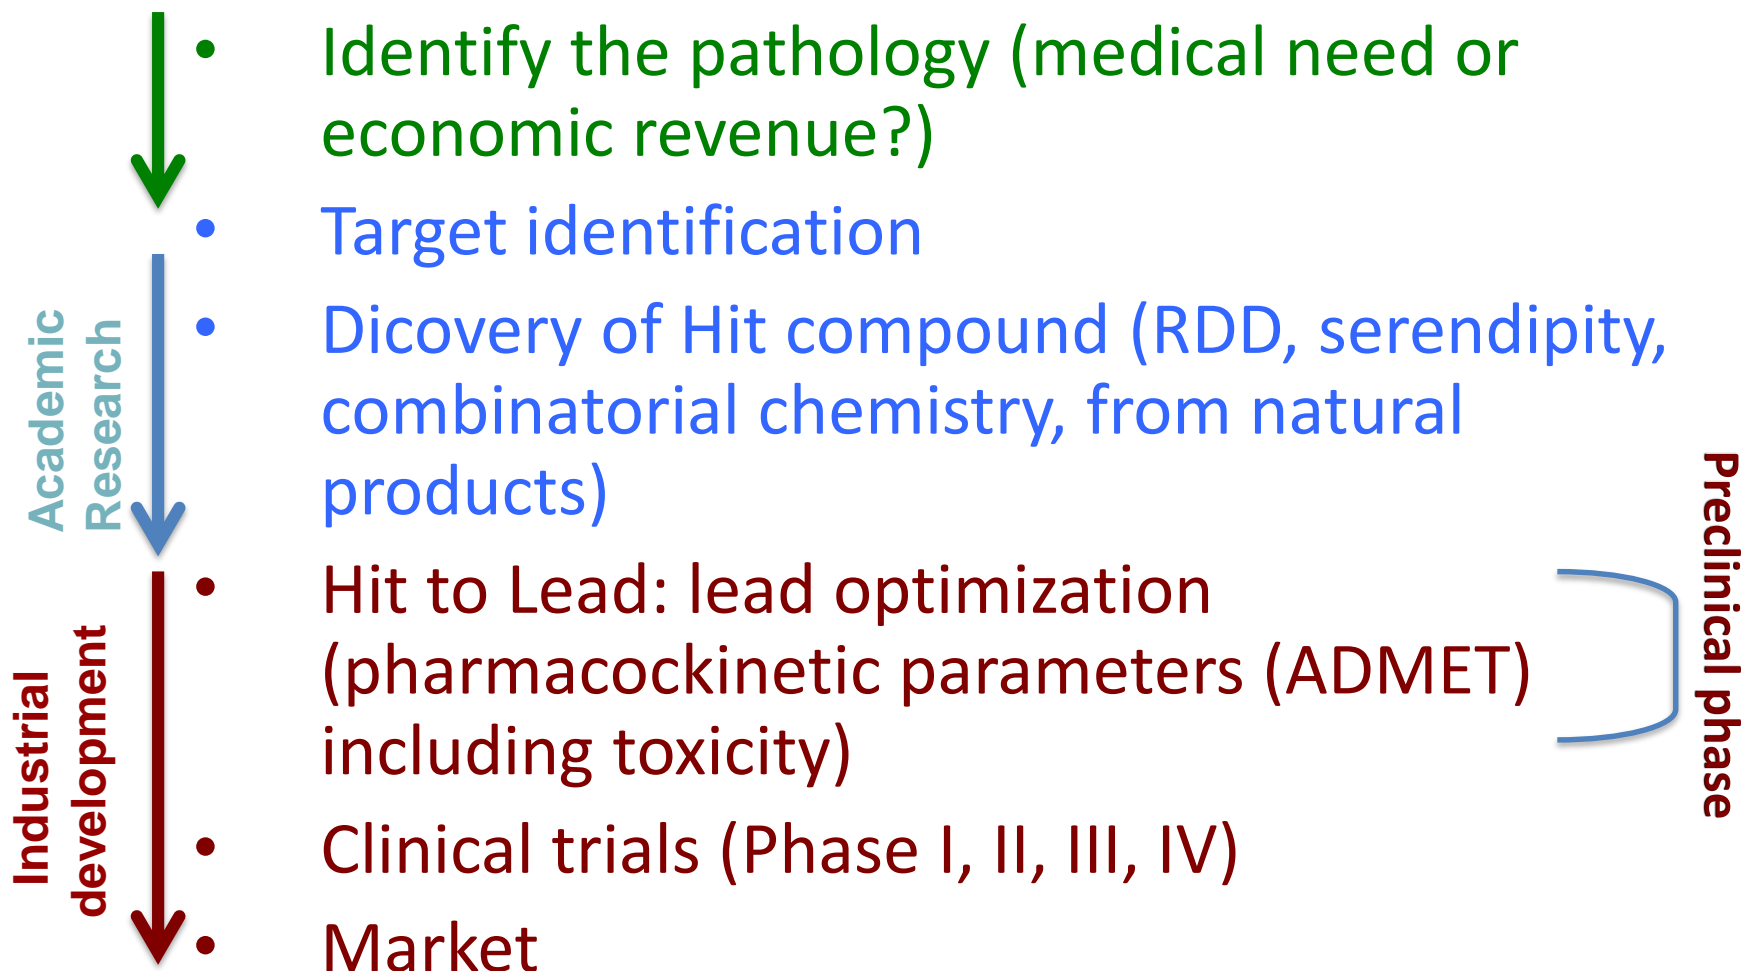 • Identify the pathology (medical need or
economic revenue?)
• Target identification
• Dicovery of Hit compound (RDD, serendipity,
combinatorial chemistry, from natural
products)
• Hit to Lead: lead optimization
(pharmacockinetic parameters (ADMET)
including toxicity)
• Clinical trials (Phase I, II, III, IV)
• Market
Academic
Research
Industrial
development
Preclinical phase